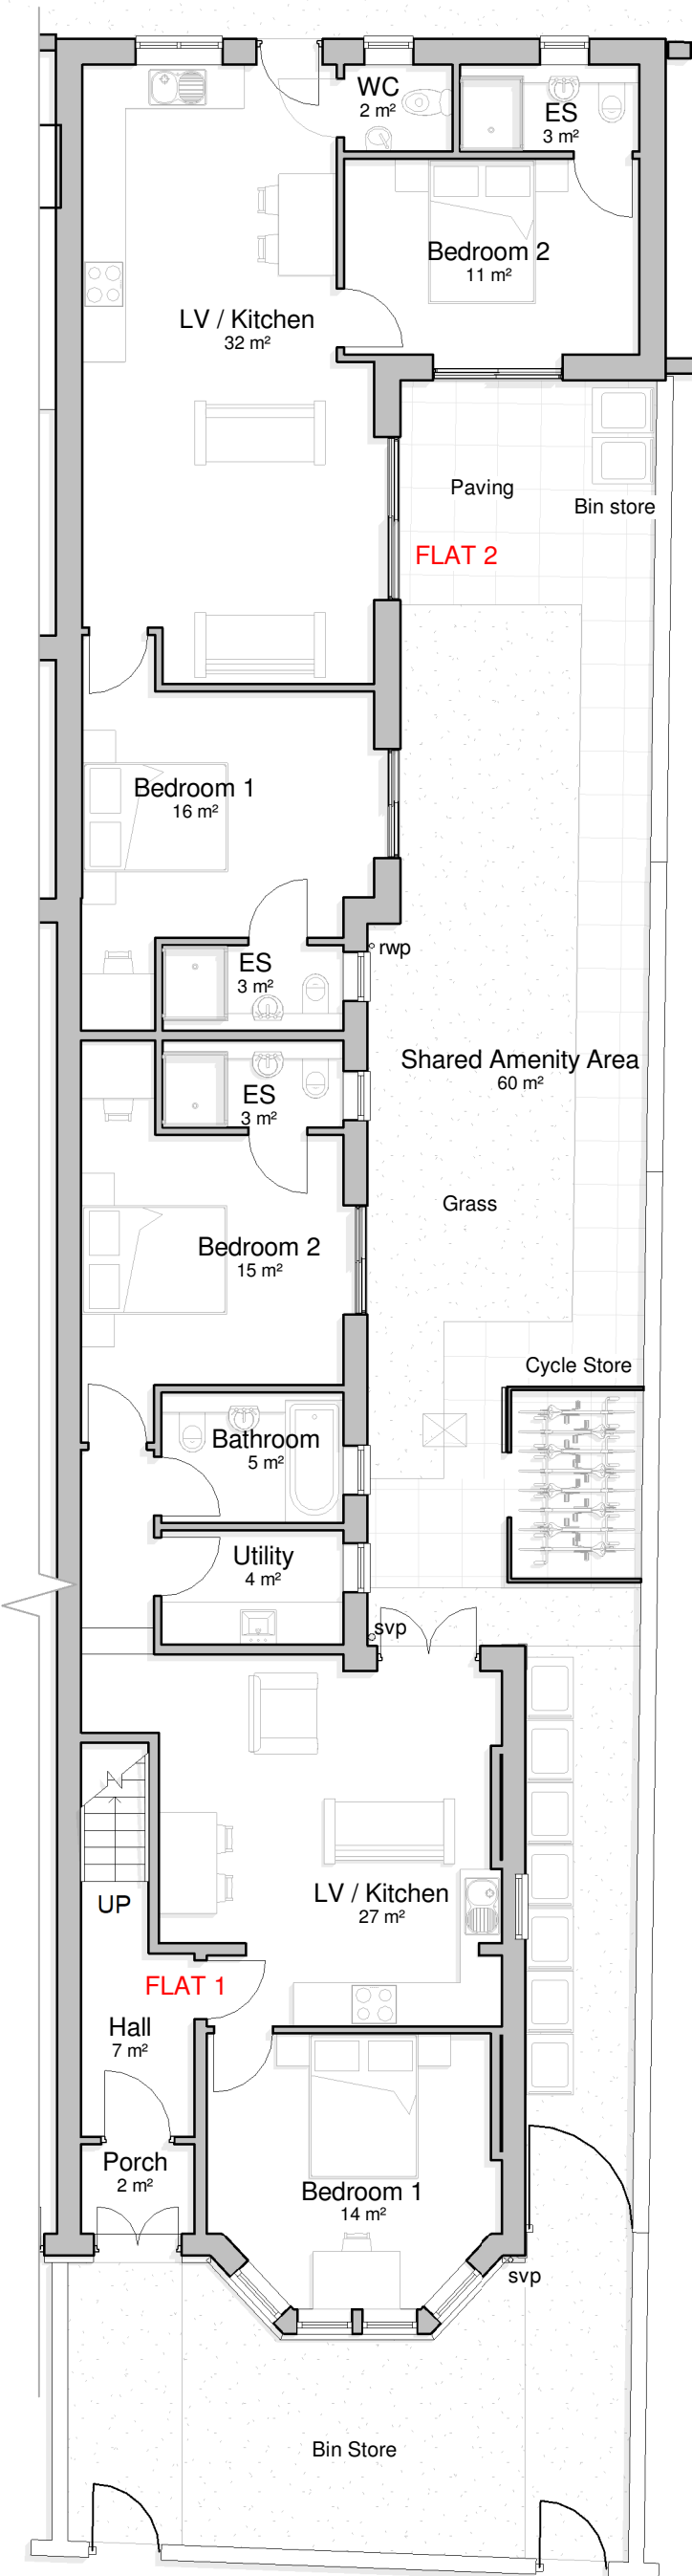 WC
2 m²
ES
3 m²
Bedroom 2
11 m²
LV / Kitchen
32 m²
Paving
Bin store
FLAT 2
Bedroom 1
16 m²
rwp
ES
3 m²
Shared Amenity Area
60 m²
ES
3 m²
Grass
Bedroom 2
15 m²
Cycle Store
Bathroom
5 m²
Utility
4 m²
svp
LV / Kitchen
27 m²
UP
FLAT 1
Hall
7 m²
Porch
2 m²
Bedroom 1
14 m²
svp
Bin Store